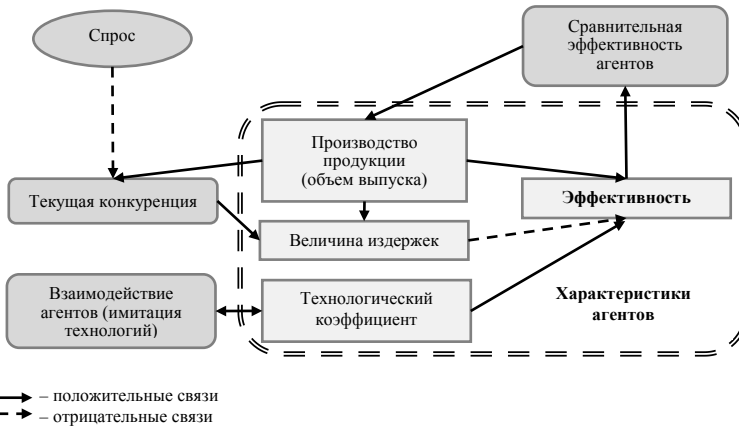 Спрос
Сравнительная
эффективность
агентов
Производство
продукции
(объем выпуска)
Текущая конкуренция
Эффективность
Величина издержек
Взаимодействие
агентов (имитация
технологий)
Технологический
коэффициент
Характеристики
агентов
– положительные связи
– отрицательные связи